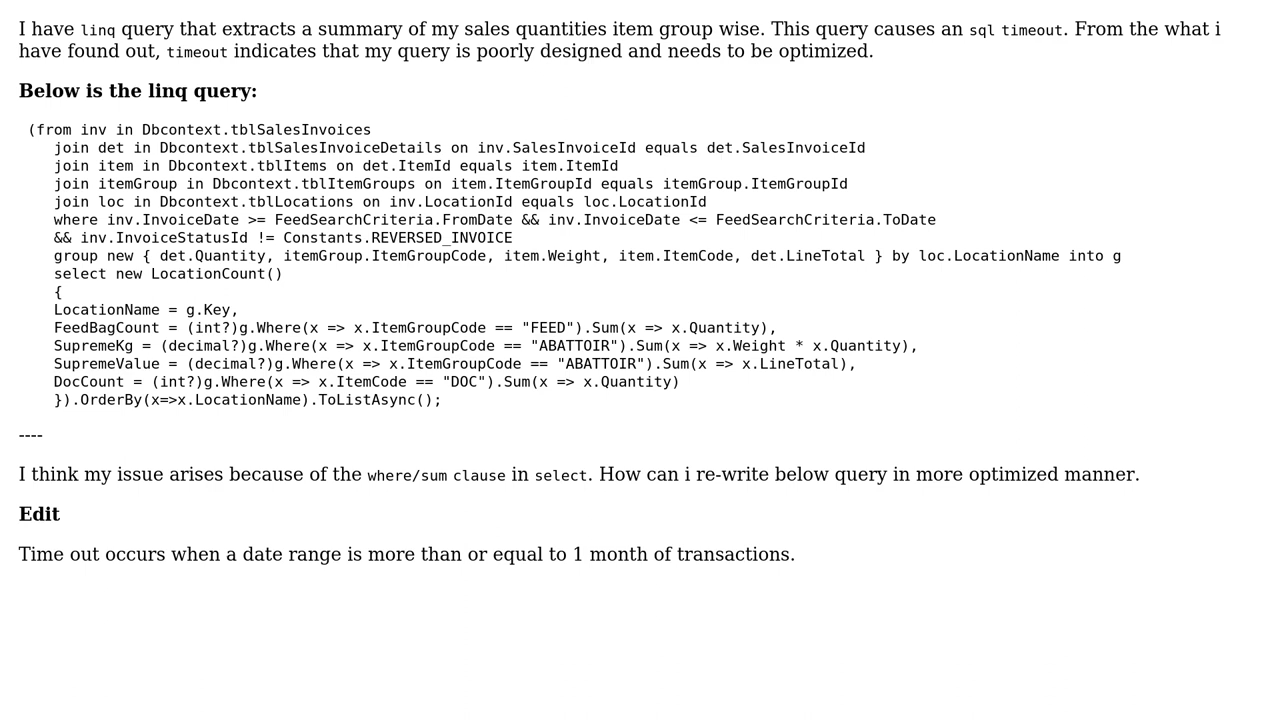 I have linq query that extracts a summary of my sales quantities item group wise. This query causes an sql timeout. From the what i
have found out, timeout indicates that my query is poorly designed and needs to be optimized.
Below is the linq query:
(from inv in Dbcontext.tblSalesInvoices
join det in Dbcontext.tblSalesInvoiceDetails on inv.SalesInvoiceId equals det.SalesInvoiceId
join item in Dbcontext.tblItems on det.ItemId equals item.ItemId
join itemGroup in Dbcontext.tblItemGroups on item.ItemGroupId equals itemGroup.ItemGroupId
join loc in Dbcontext.tblLocations on inv.LocationId equals loc.LocationId
where inv.InvoiceDate >= FeedSearchCriteria.FromDate && inv.InvoiceDate <= FeedSearchCriteria.ToDate
&& inv.InvoiceStatusId != Constants.REVERSED_INVOICE
group new { det.Quantity, itemGroup.ItemGroupCode, item.Weight, item.ItemCode, det.LineTotal } by loc.LocationName into g
select new LocationCount()
{
LocationName = g.Key,
FeedBagCount = (int?)g.Where(x => x.ItemGroupCode == "FEED").Sum(x => x.Quantity),
SupremeKg = (decimal?)g.Where(x => x.ItemGroupCode == "ABATTOIR").Sum(x => x.Weight * x.Quantity),
SupremeValue = (decimal?)g.Where(x => x.ItemGroupCode == "ABATTOIR").Sum(x => x.LineTotal),
DocCount = (int?)g.Where(x => x.ItemCode == "DOC").Sum(x => x.Quantity)
}).OrderBy(x=>x.LocationName).ToListAsync();
----
I think my issue arises because of the where/sum clause in select. How can i re-write below query in more optimized manner.
Edit
Time out occurs when a date range is more than or equal to 1 month of transactions.